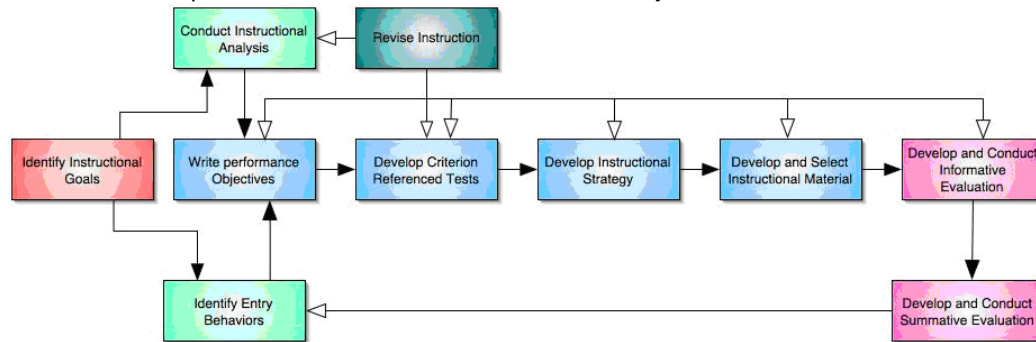 Conduct Instructional
Analysis
Revise Instruction
Identify Instructional
Goals
Write performance
Objectives
Develop Criterion
Referenced Tests
Develop Instructional
Strategy
Develop and Select
Instructional Material
Develop and Conduct
Informative
Evaluation
Identify Entry
Behaviors
Develop and Conduct
Summative Evaluation